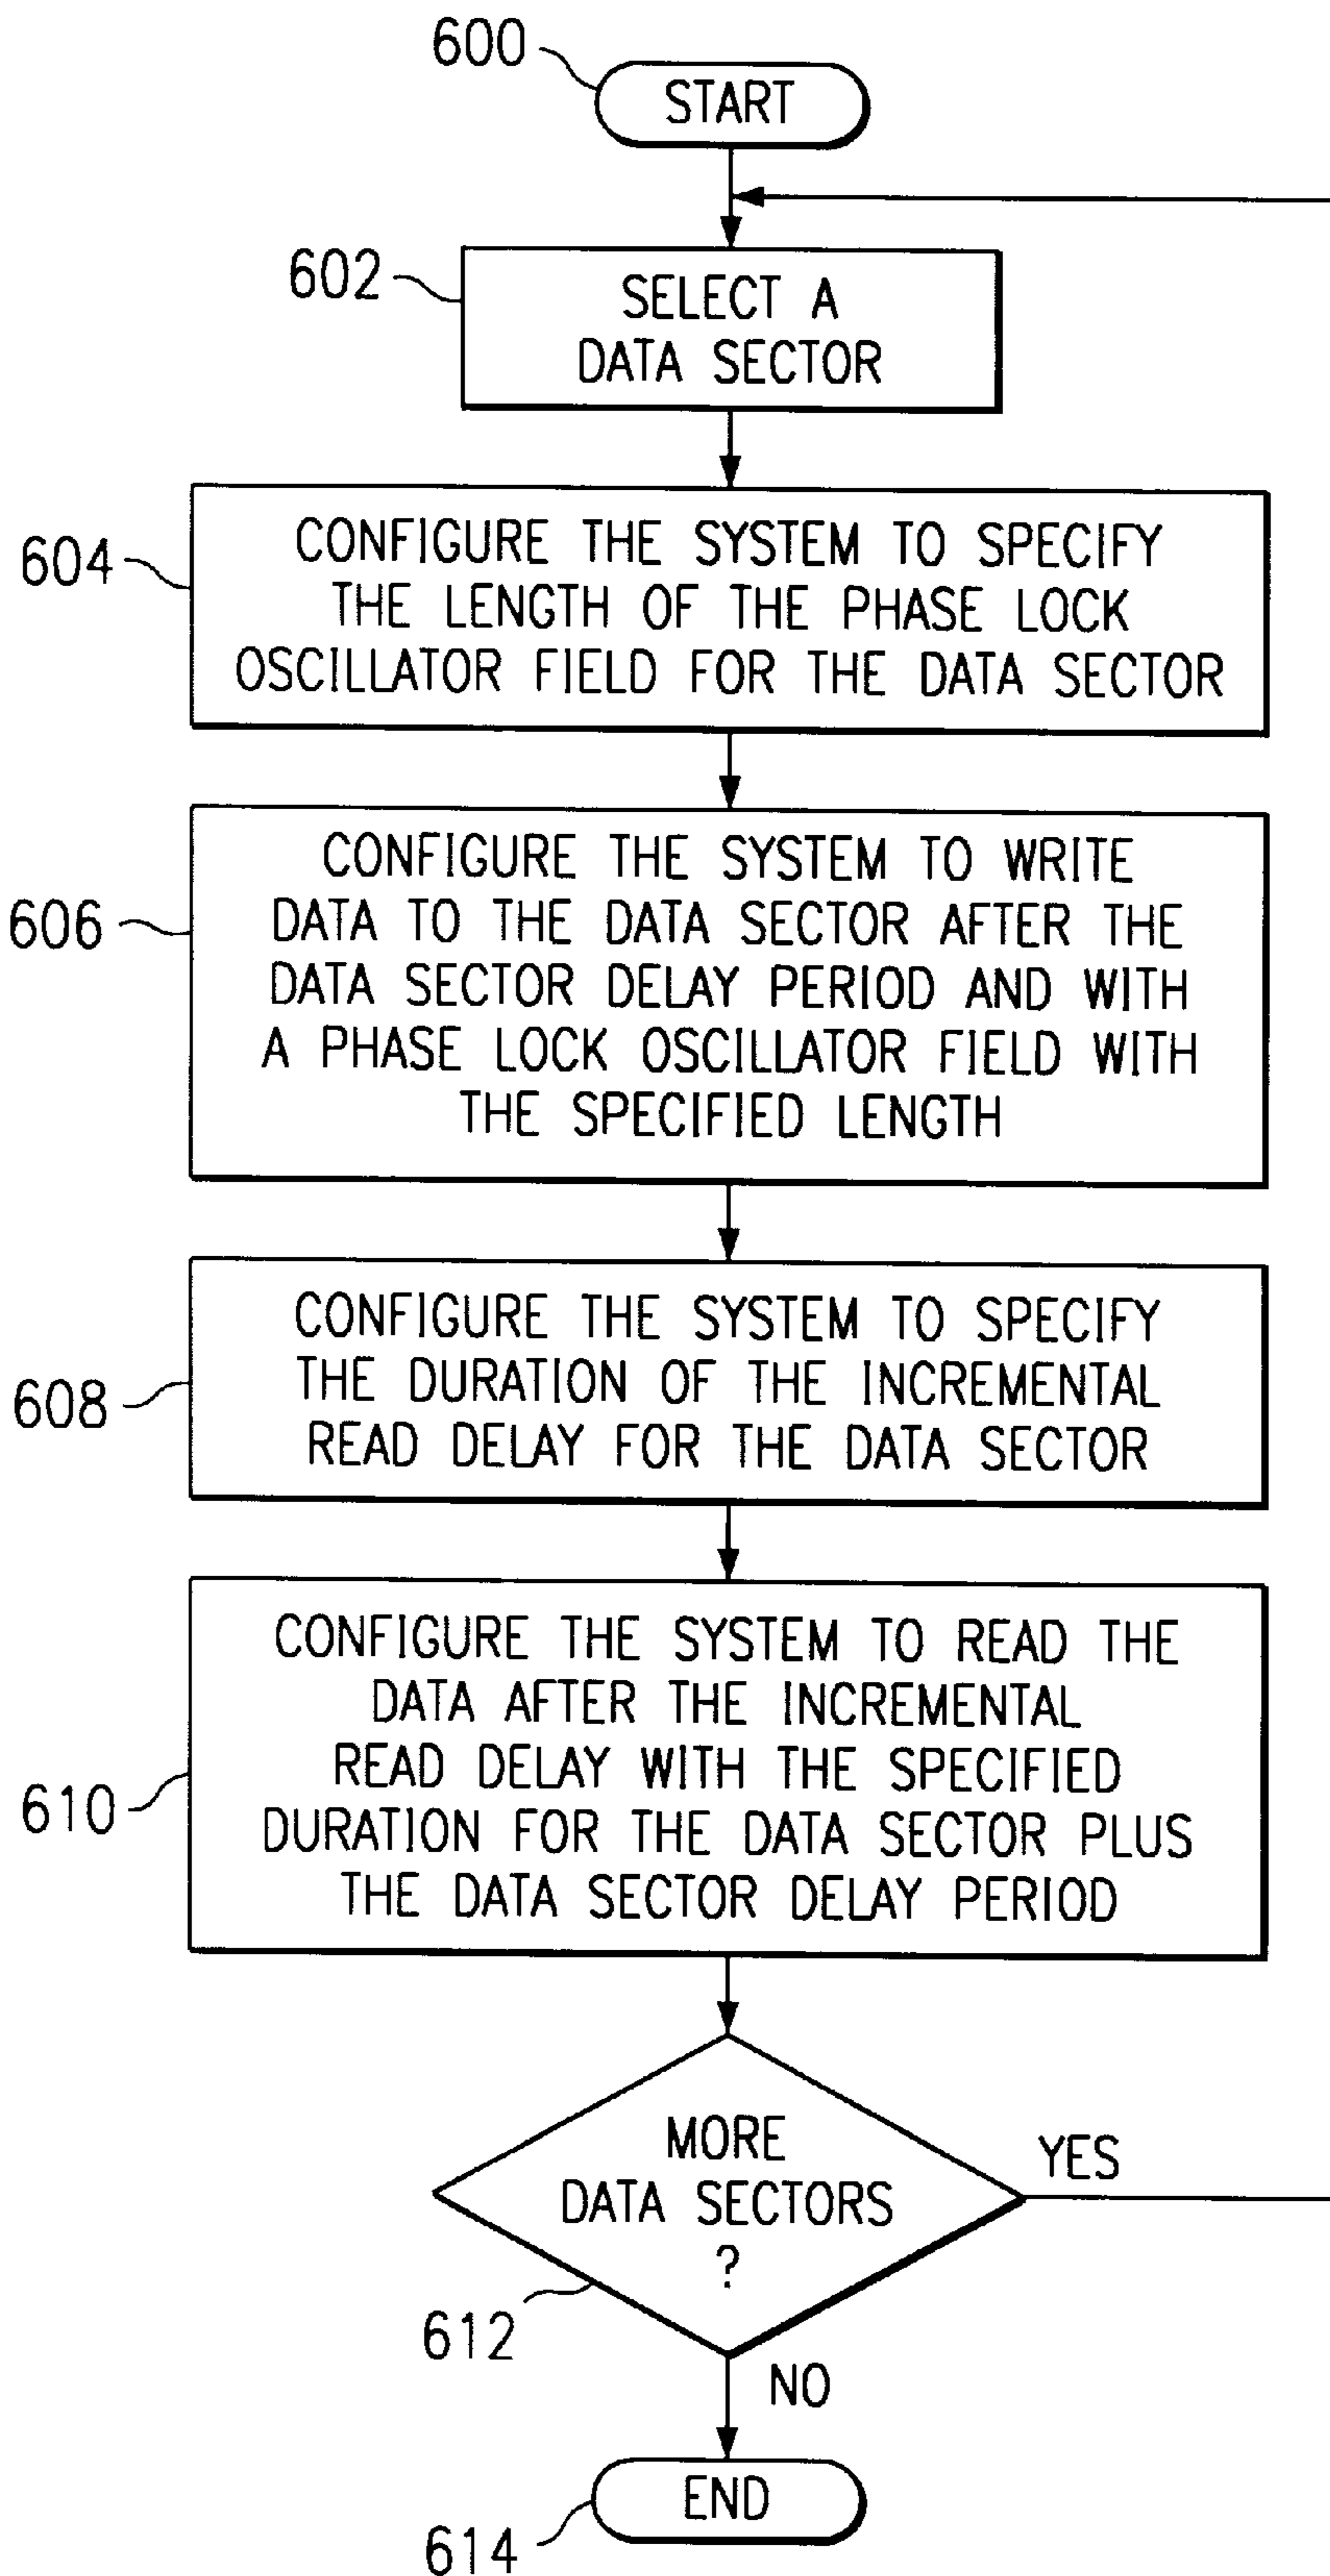 600
START
602
SELECT A
DATA SECTOR
604
CONFIGURE THE SYSTEM TO SPECIFY
THE LENGTH OF THE PHASE LOCK
OSCILLATOR FIELD FOR THE DATA SECTOR
606
CONFIGURE THE SYSTEM TO WRITE
DATA TO THE DATA SECTOR AFTER THE
DATA SECTOR DELAY PERIOD AND WITH
A PHASE LOCK OSCILLATOR FIELD WITH
THE SPECIFIED LENGTH
608
CONFIGURE THE SYSTEM TO SPECIFY
THE DURATION OF THE INCREMENTAL
READ DELAY FOR THE DATA SECTOR
610
CONFIGURE THE SYSTEM TO READ THE
DATA AFTER THE INCREMENTAL
READ DELAY WITH THE SPECIFIED
DURATION FOR THE DATA SECTOR PLUS
THE DATA SECTOR DELAY PERIOD
MORE
DATA SECTORS
?
YES
612
NO
END
614